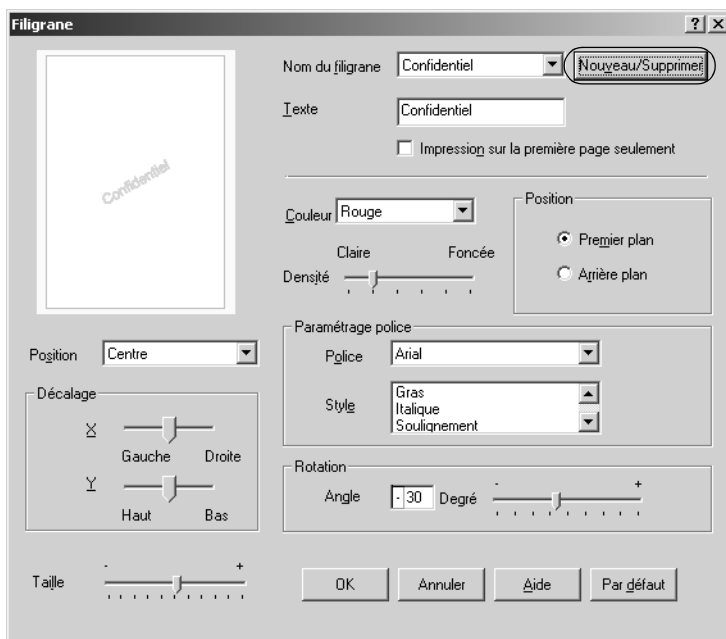 Filigrane
Confidentiel
Nom du filigrane Confidentiel Nouveau/Supprimer
Texte Confidentiel
Impression sur la première page seulement
Couleur Rouge
Claire Foncée
Densité
Position
Premier plan
Arrière plan
Position Centre
Décalage
X
Gauche Droite
Y
Haut Bas
Taille - +
Paramétrage police
Police Arial
Style Gras
Italique
Soulignement
Rotation
Angle -30 Degré - +
OK Annuler Aide Par défaut